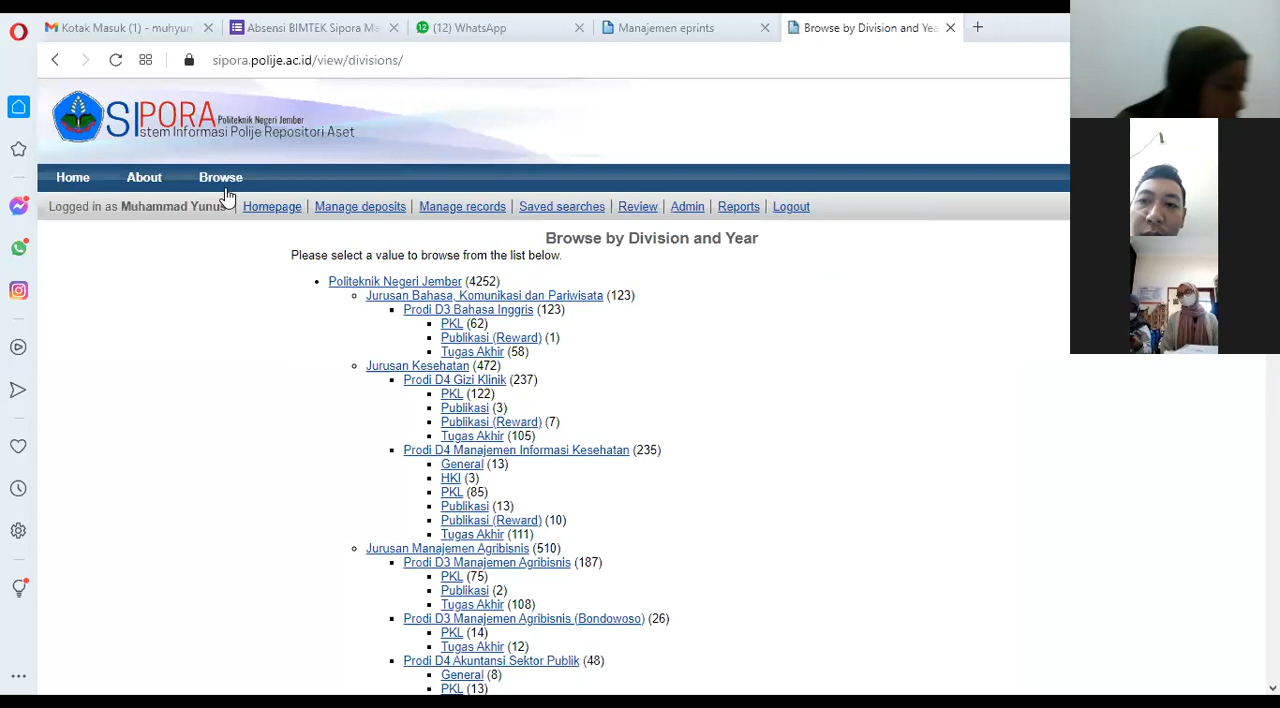 Kotak Masuk (1) - muhyun
Absensi BIMTEK Sipora M
(12) WhatsApp
Manajemen eprints
Browse by Division and Yea
sipora.polije.ac.id/view/divisions/
SIPORA Politeknik Negeri Jember
stem Informasi Polije Repositori Aset
Home About Browse
Logged in as Muhammad Yunus | Homepage | Manage deposits | Manage records | Saved searches | Review | Admin | Reports | Logout
Browse by Division and Year
Please select a value to browse from the list below.
• Politeknik Negeri Jember (4252)
Jurusan Bahasa, Komunikasi dan Pariwisata (123)
Prodi D3 Bahasa Inggris (123)
PKL (62)
Publikasi (Reward) (1)
Tugas Akhir (58)
Jurusan Kesehatan (472)
Prodi D4 Gizi Klinik (237)
PKL (122)
Publikasi (3)
Publikasi (Reward) (7)
Tugas Akhir (105)
Prodi D4 Manajemen Informasi Kesehatan (235)
General (13)
HKI (3)
PKL (85)
Publikasi (13)
Publikasi (Reward) (10)
Tugas Akhir (111)
Jurusan Manajemen Agribisnis (510)
Prodi D3 Manajemen Agribisnis (187)
PKL (75)
Publikasi (2)
Tugas Akhir (108)
Prodi D3 Manajemen Agribisnis (Bondowoso) (26)
PKL (14)
Tugas Akhir (12)
Prodi D4 Akuntansi Sektor Publik (48)
General (8)
PKL (13)